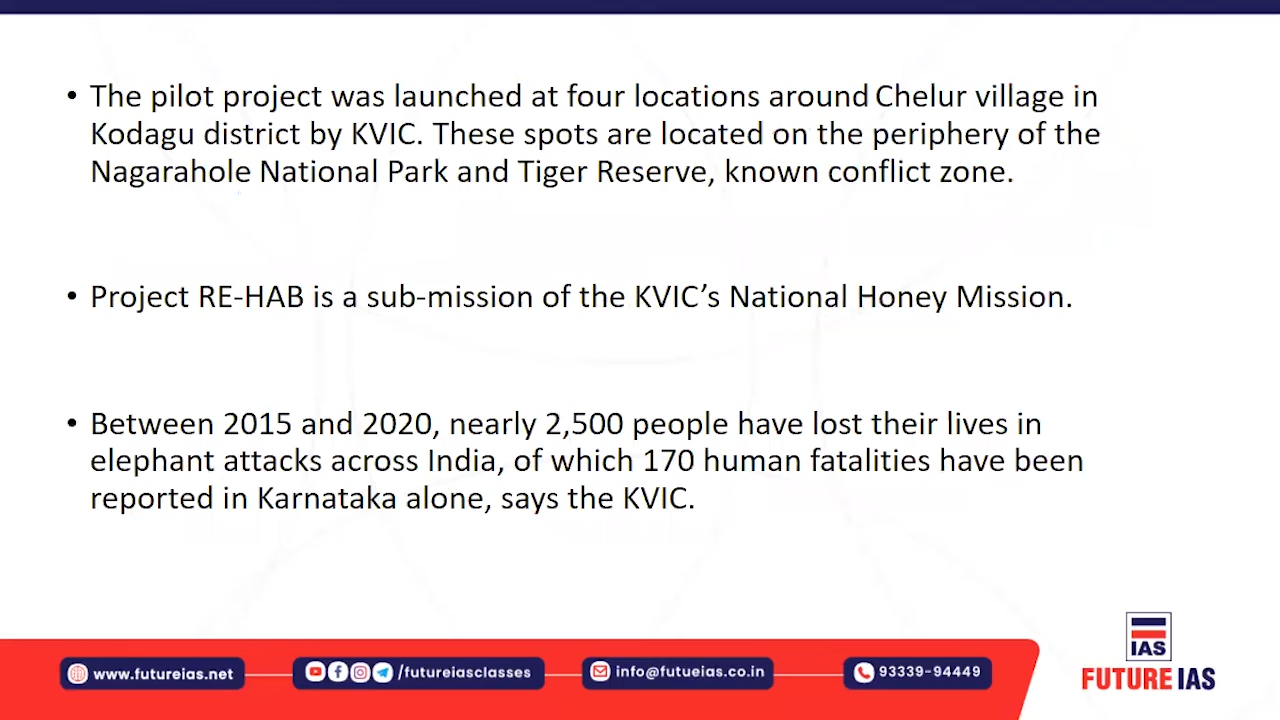 • The pilot project was launched at four locations around Chelur village in
Kodagu district by KVIC. These spots are located on the periphery of the
Nagarahole National Park and Tiger Reserve, known conflict zone.
• Project RE-HAB is a sub-mission of the KVIC’s National Honey Mission.
• Between 2015 and 2020, nearly 2,500 people have lost their lives in
elephant attacks across India, of which 170 human fatalities have been
reported in Karnataka alone, says the KVIC.
www.futureias.net
/futureiasclasses
info@futueias.co.in
93339-94449
IAS
FUTURE IAS